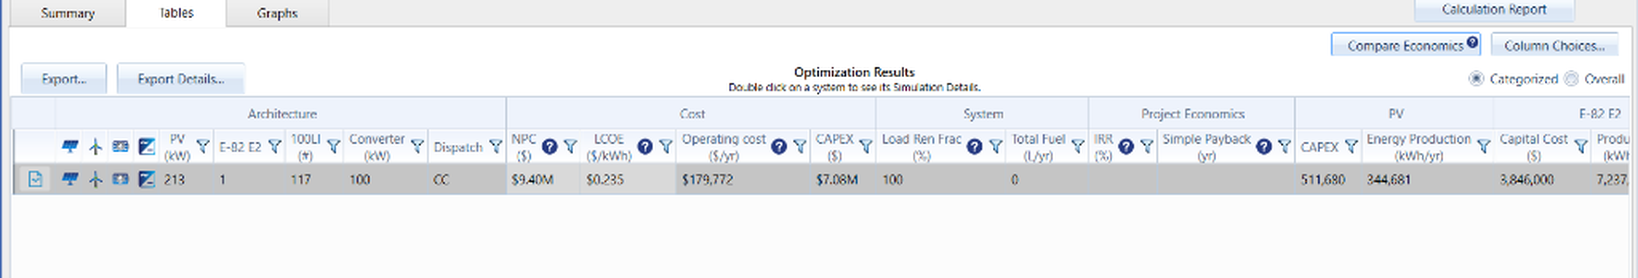 Summary Tables Graphs Calculation Report
Compare Economics ? Column Choices...
Export... Export Details... Optimization Results Categorized Overall
Double click on a system to see its Simulation Details.
Architecture Cost System Project Economics PV E-82 E2
PV (kW) E-82 E2 100LI (#) Converter (kW) Dispatch NPC ($) ? LCOE ($/kWh) ? Operating cost ($/yr) ? CAPEX ($) Load Ren Frac (%) ? Total Fuel (L/yr) IRR (%) ? Simple Payback (yr) ? CAPEX Energy Production (kWh/yr) Capital Cost ($) Produ (kWh
213 1 117 100 CC $9.40M $0.235 $179,772 $7.08M 100 0 511,680 344,681 3,846,000 7,237,